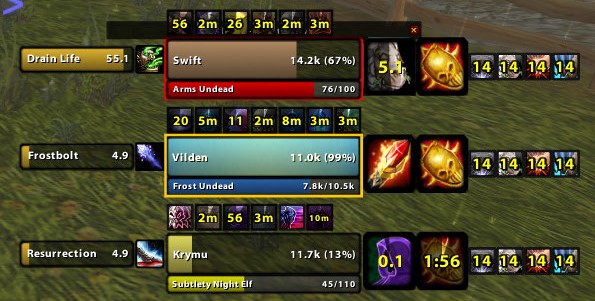 56 2m 26 3m 2m 3m
Drain Life 55.1
Swift 14.2k (67%)
5.1
14 14 14 14
Arms Undead 76/100
20 5m 11 2m 8m 3m 3m
Frostbolt 4.9
Vilden 11.0k (99%)
14 14 14 14
Frost Undead 7.8k/10.5k
2m 56 3m 10m
Resurrection 4.9
Krymu 11.7k (13%)
0.1 1:56
14 14 14 14
Subtlety Night Elf 45/110